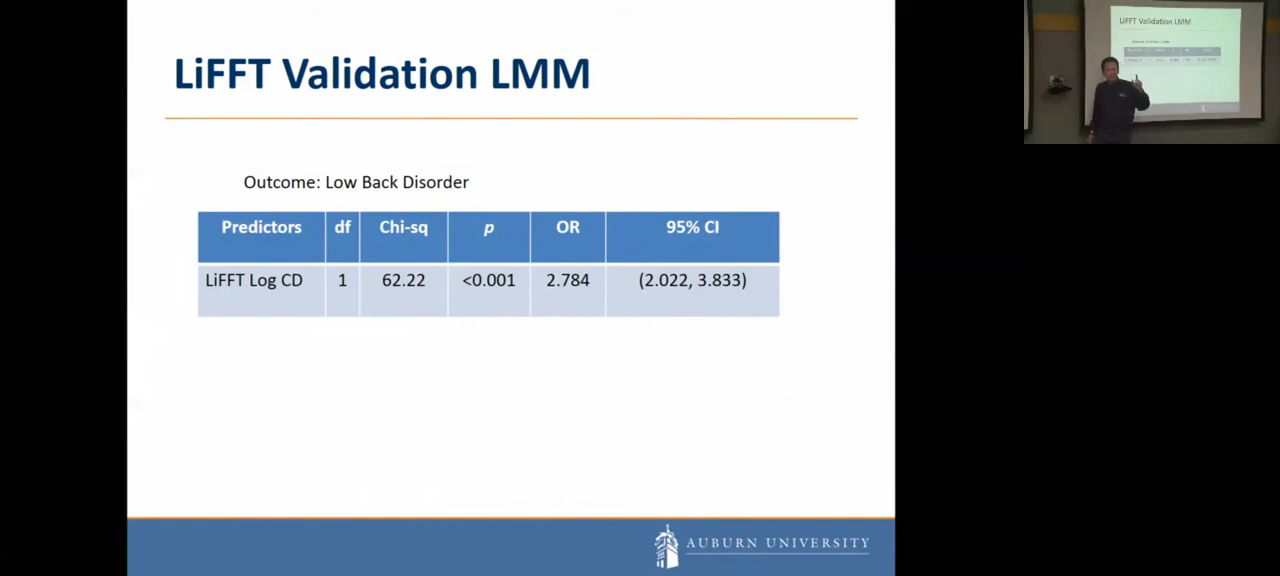 LiFFT Validation LMM
Outcome: Low Back Disorder
Predictors df Chi-sq p OR 95% CI
LiFFT Log CD 1 62.22 <0.001 2.784 (2.022, 3.833)
AUBURN UNIVERSITY
LiFFT Validation LMM